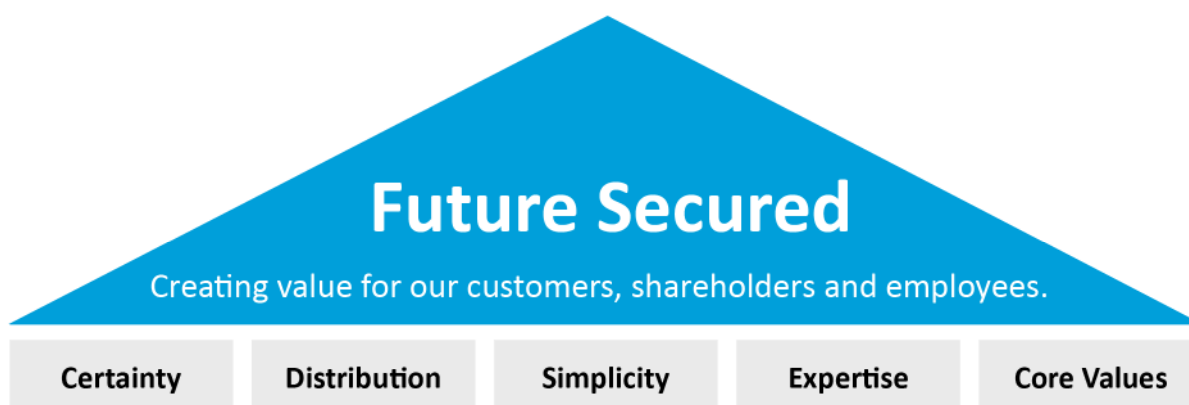 Future Secured
Creating value for our customers, shareholders and employees.
Certainty
Distribution
Simplicity
Expertise
Core Values